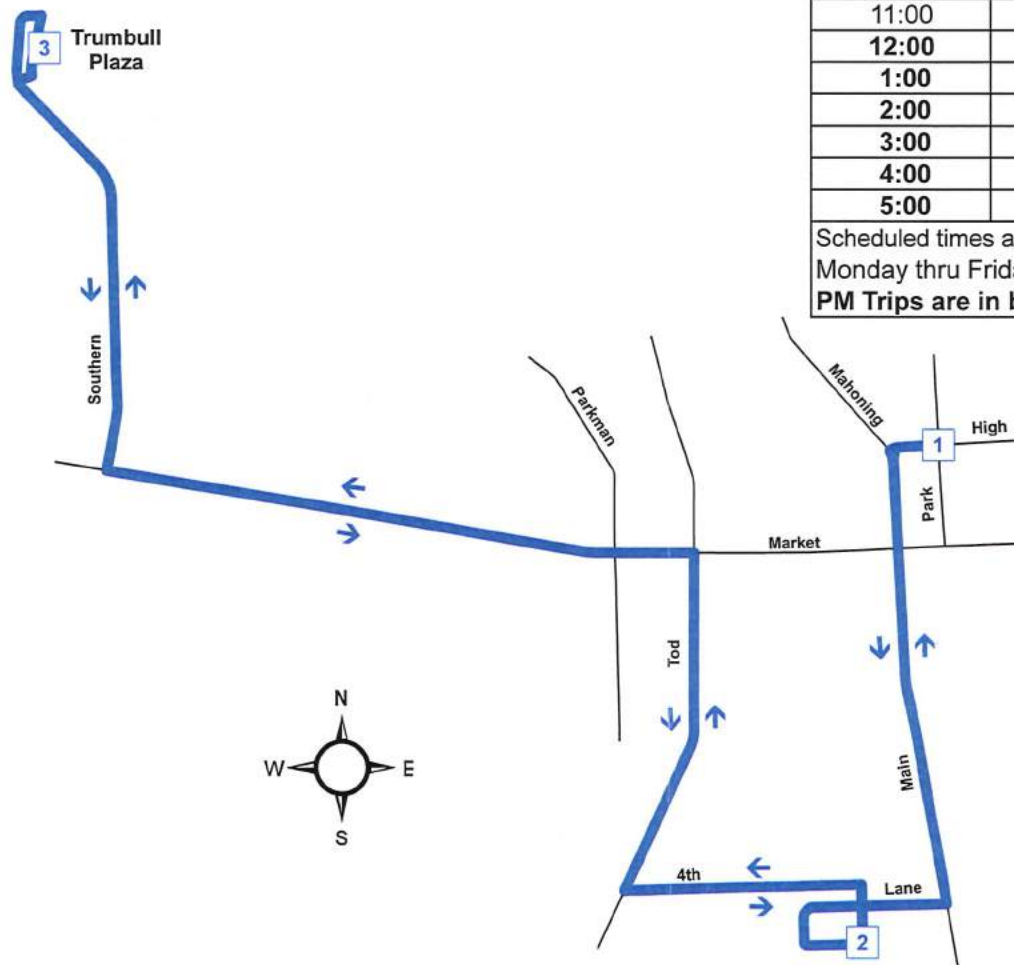 11:00
12:00
1:00
2:00
3:00
4:00
5:00
Scheduled times a
Monday thru Frid
PM Trips are in b
3
Trumbull
Plaza
Southern
Parkman
Mahoning
1
High
Park
Market
Tod
Main
N
W
E
S
4th
Lane
2